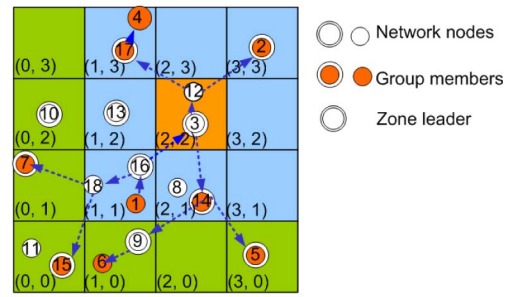 4
17
2
(0, 3) (1, 3) (2, 3) (3, 3)
12
10
13
3
(0, 2) (1, 2) (2, 2) (3, 2)
7
16
18
8
1
14
(0, 1) (1, 1) (2, 1) (3, 1)
11
9
15
6
5
(0, 0) (1, 0) (2, 0) (3, 0)
Network nodes
Group members
Zone leader